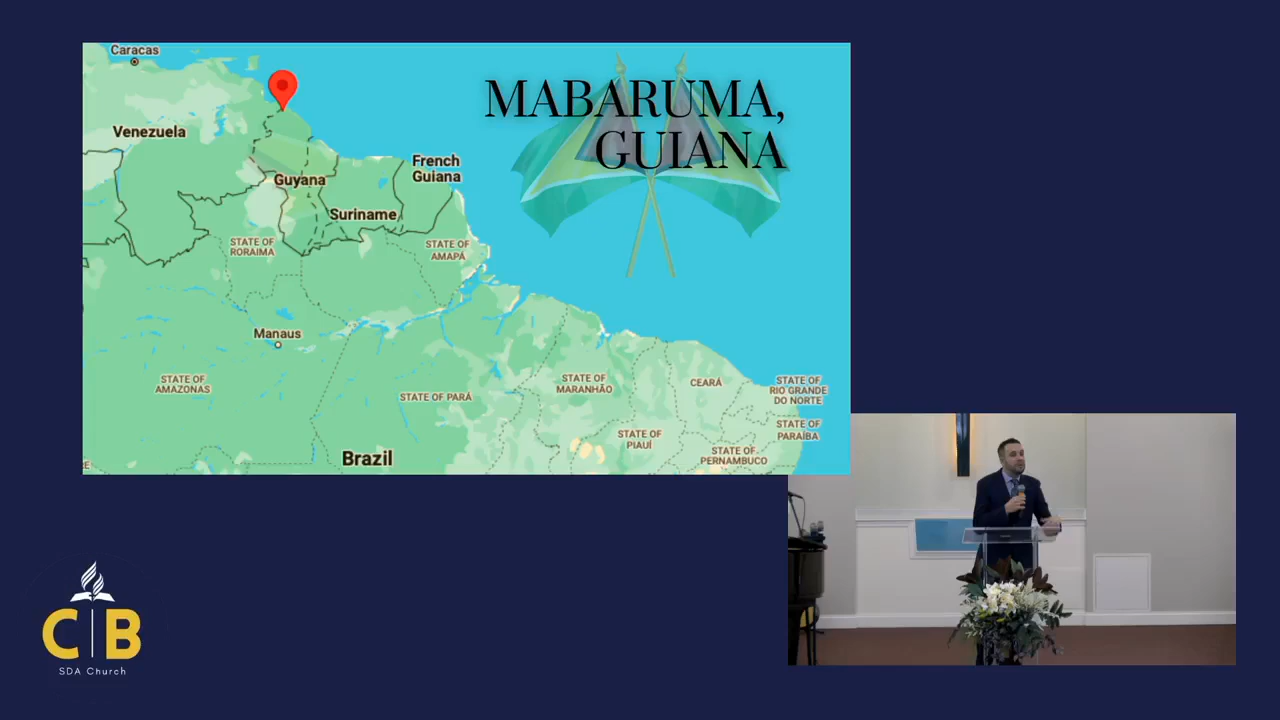 Caracas
MABARUMA,
GUIANA
Venezuela
French
Guiana
Guyana
Suriname
STATE OF
RORAIMA
STATE OF
AMAPÁ
Manaus
STATE OF
AMAZONAS
STATE OF PARÁ
STATE OF
MARANHÃO
CEARÁ
STATE OF
RIO GRANDE
DO NORTE
STATE OF
PARAÍBA
STATE OF
PIAUÍ
STATE OF
PERNAMBUCO
E
Brazil
C B
SDA Church